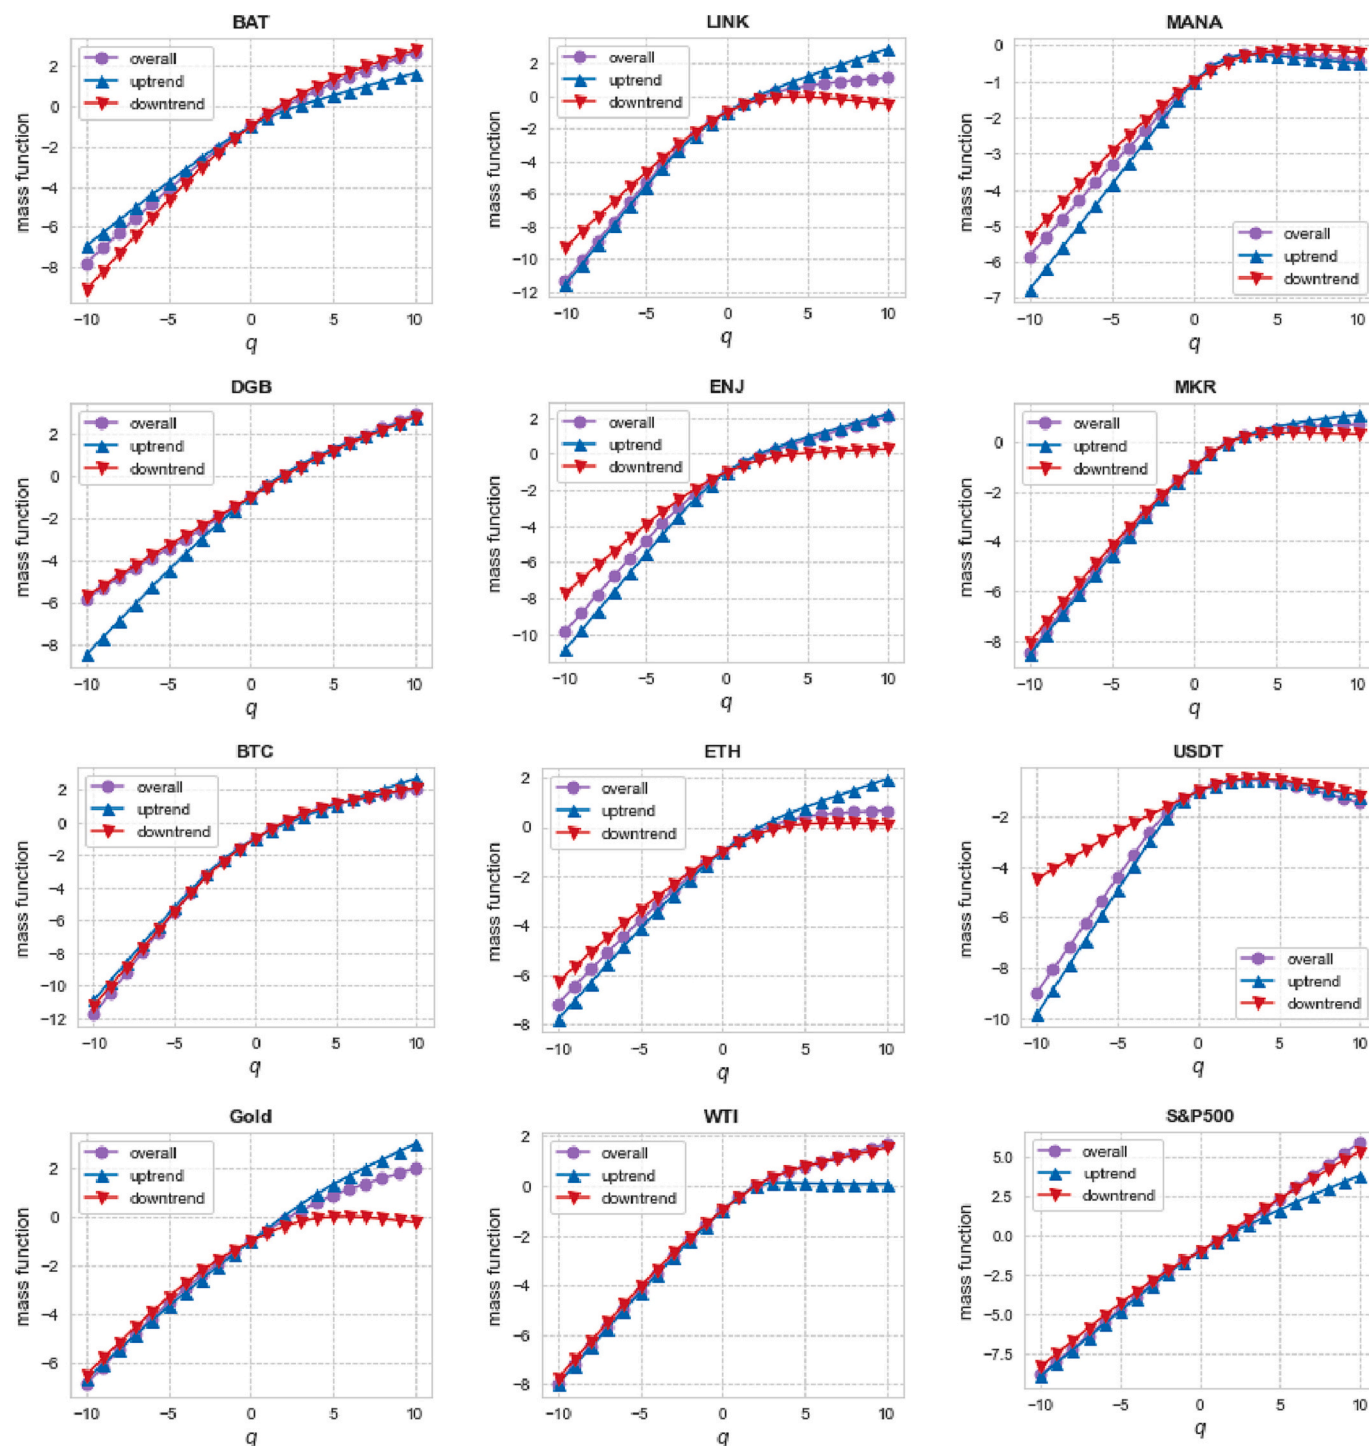 BAT
mass function
overall
uptrend
downtrend
2
0
−2
−4
−6
−8
−10
−5
0
5
10
q
LINK
mass function
overall
uptrend
downtrend
2
0
−2
−4
−6
−8
−10
−12
−10
−5
0
5
10
q
MANA
mass function
0
−1
−2
−3
−4
−5
−6
−7
overall
uptrend
downtrend
−10
−5
0
5
10
q
DGB
mass function
overall
uptrend
downtrend
2
0
−2
−4
−6
−8
−10
−5
0
5
10
q
ENJ
mass function
overall
uptrend
downtrend
2
0
−2
−4
−6
−8
−10
−10
−5
0
5
10
q
MKR
mass function
overall
uptrend
downtrend
0
−2
−4
−6
−8
−10
−5
0
5
10
q
BTC
mass function
overall
uptrend
downtrend
2
0
−2
−4
−6
−8
−10
−12
−10
−5
0
5
10
q
ETH
mass function
overall
uptrend
downtrend
2
0
−2
−4
−6
−8
−10
−5
0
5
10
q
USDT
mass function
−2
−4
−6
−8
−10
overall
uptrend
downtrend
−10
−5
0
5
10
q
Gold
mass function
overall
uptrend
downtrend
2
0
−2
−4
−6
−10
−5
0
5
10
q
WTI
mass function
overall
uptrend
downtrend
2
0
−2
−4
−6
−8
−10
−5
0
5
10
q
S&P500
mass function
overall
uptrend
downtrend
5.0
2.5
0.0
−2.5
−5.0
−7.5
−10
−5
0
5
10
q